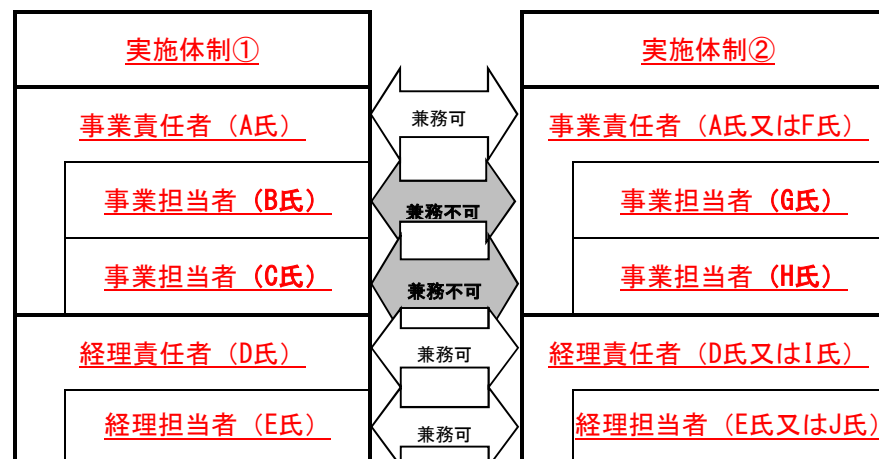 実施体制① 実施体制②
事業責任者（A氏） 兼務可 事業責任者（A氏又はF氏）
事業担当者（B氏） 兼務不可 事業担当者（G氏）
事業担当者（C氏） 兼務不可 事業担当者（H氏）
経理責任者（D氏） 兼務可 経理責任者（D氏又はI氏）
経理担当者（E氏） 兼務可 経理担当者（E氏又はJ氏）